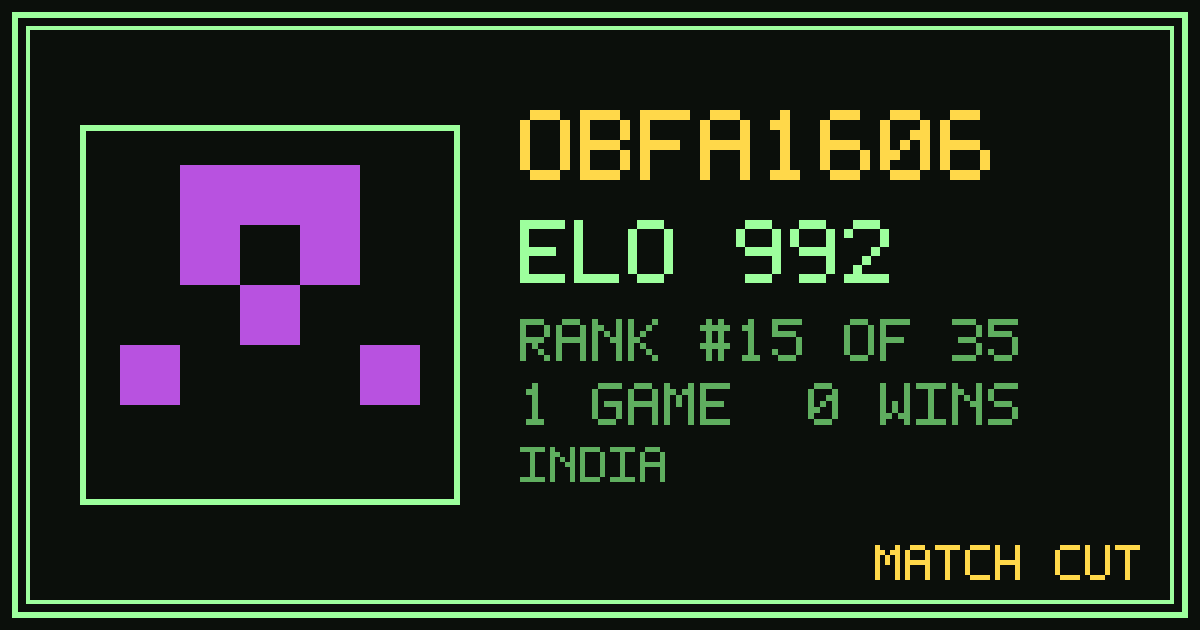 OBFA1606
ELO 992
RANK #15 OF 35
1 GAME  0 WINS
INDIA
MATCH CUT